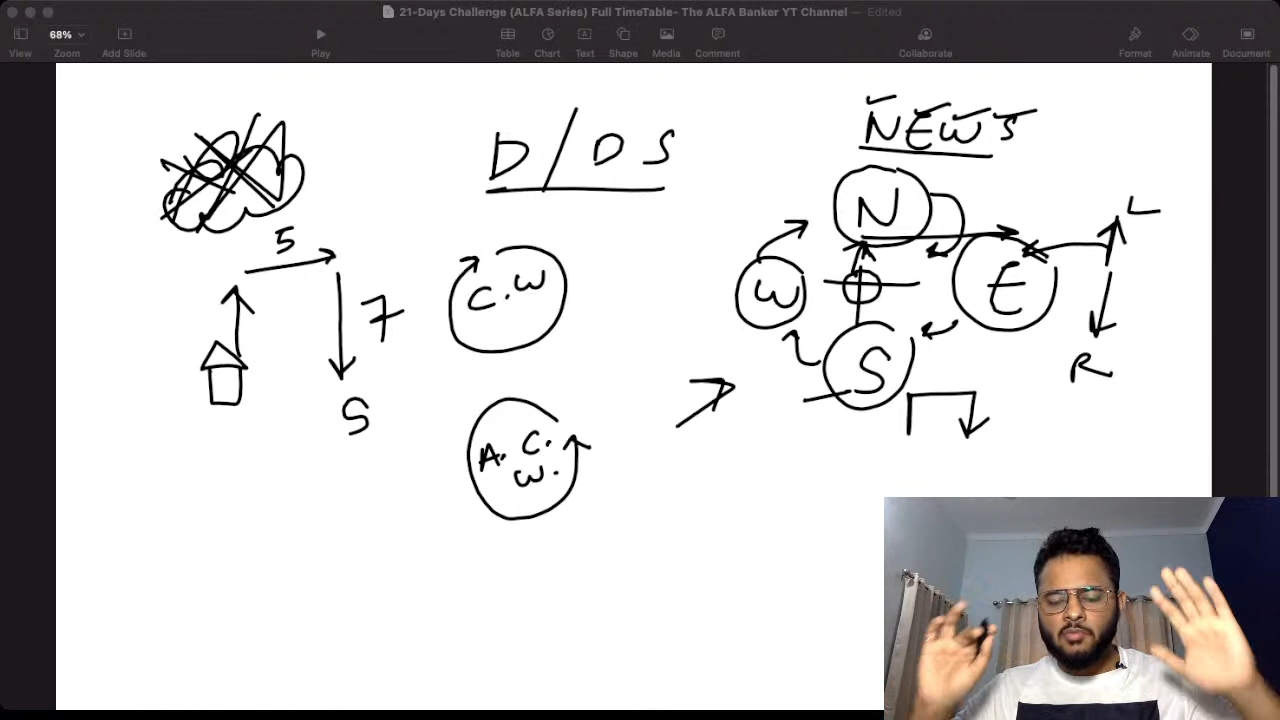 21-Days Challenge (ALFA Series) Full TimeTable- The ALFA Banker YT Channel — Edited
68%
View Zoom Add Slide Play Table Chart Text Shape Media Comment Collaborate Format Animate Document
D/DS
NEWS
N
L
5
C.W
W
E
7
S
R
S
A. C.
W.